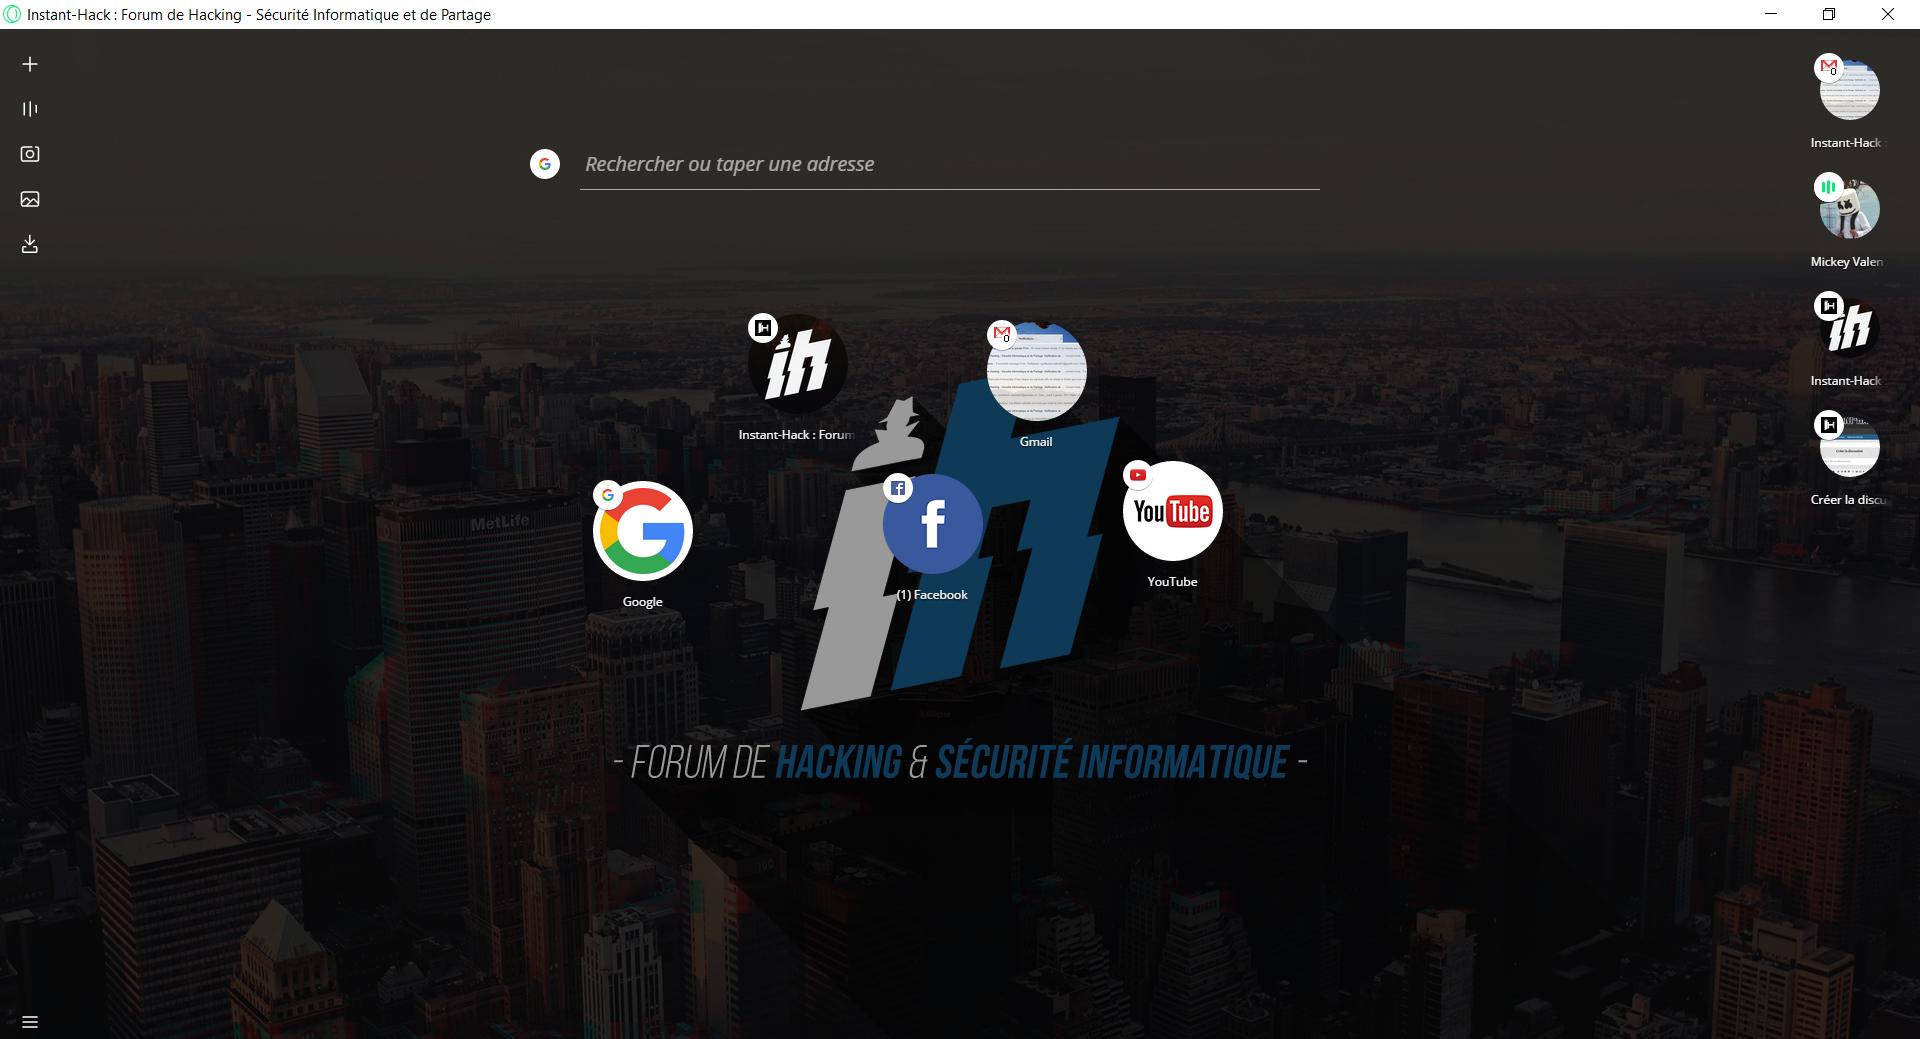 Instant-Hack : Forum de Hacking - Sécurité Informatique et de Partage
Rechercher ou taper une adresse
Instant-Hack :
Mickey Valen
Instant-Hack
Créer la discu
Instant-Hack : Forum
Gmail
MetLife
Google
(1) Facebook
YouTube
YouTube
- FORUM DE HACKING & SÉCURITÉ INFORMATIQUE -